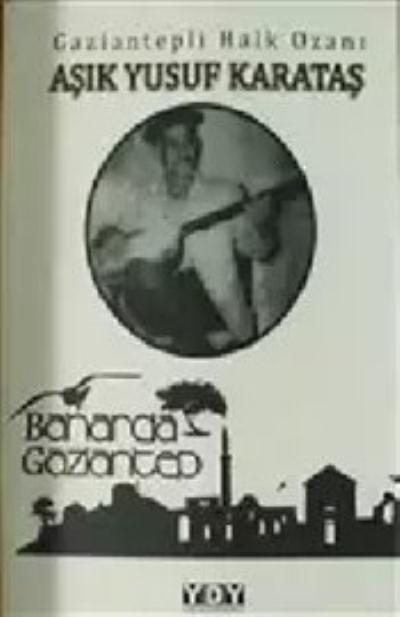 Gaziantepli Halk Ozanı
AŞIK YUSUF KARATAŞ
Baharda
Gaziantep
YDY